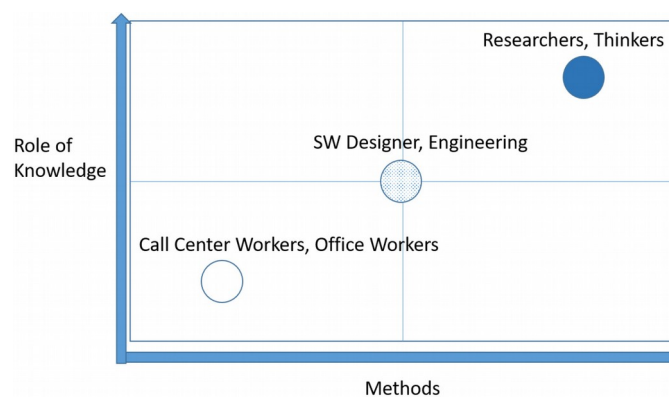 Researchers, Thinkers
Role of
Knowledge
SW Designer, Engineering
Call Center Workers, Office Workers
Methods